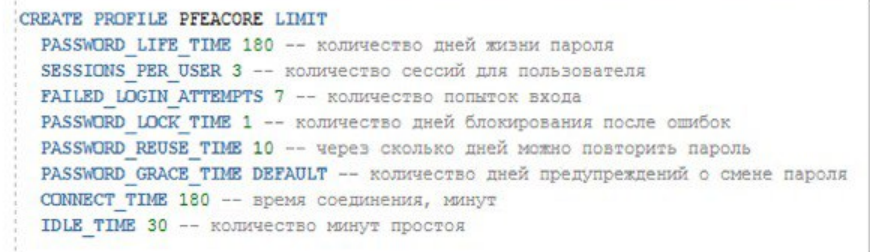 CREATE PROFILE PFEACORE LIMIT
PASSWORD_LIFE_TIME 180 -- количество дней жизни пароля
SESSIONS_PER_USER 3 -- количество сессий для пользователя
FAILED_LOGIN_ATTEMPTS 7 -- количество попыток входа
PASSWORD_LOCK_TIME 1 -- количество дней блокирования после ошибок
PASSWORD_REUSE_TIME 10 -- через сколько дней можно повторить пароль
PASSWORD_GRACE_TIME DEFAULT -- количество дней предупреждений о смене пароля
CONNECT_TIME 180 -- время соединения, минут
IDLE_TIME 30 -- количество минут простоя